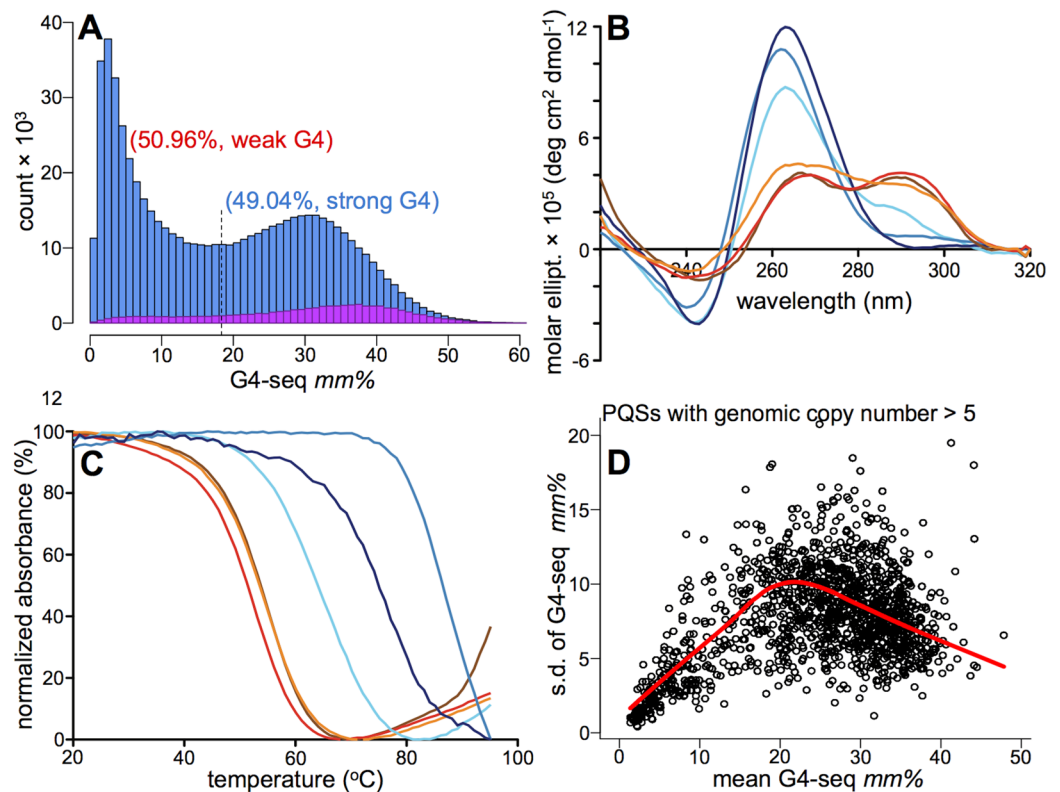 A
40
30
20
10
0
count × 10³
(50.96%, weak G4)
(49.04%, strong G4)
0 10 20 30 40 50 60
G4-seq mm%
B
12
6
0
-6
molar ellipt. × 10⁵ (deg cm² dmol⁻¹)
240 260 280 300 320
wavelength (nm)
12
C
100
80
60
40
20
0
normalized absorbance (%)
20 40 60 80 100
temperature (°C)
PQSs with genomic copy number > 5
D
20
15
10
5
0
s.d. of G4-seq mm%
0 10 20 30 40 50
mean G4-seq mm%